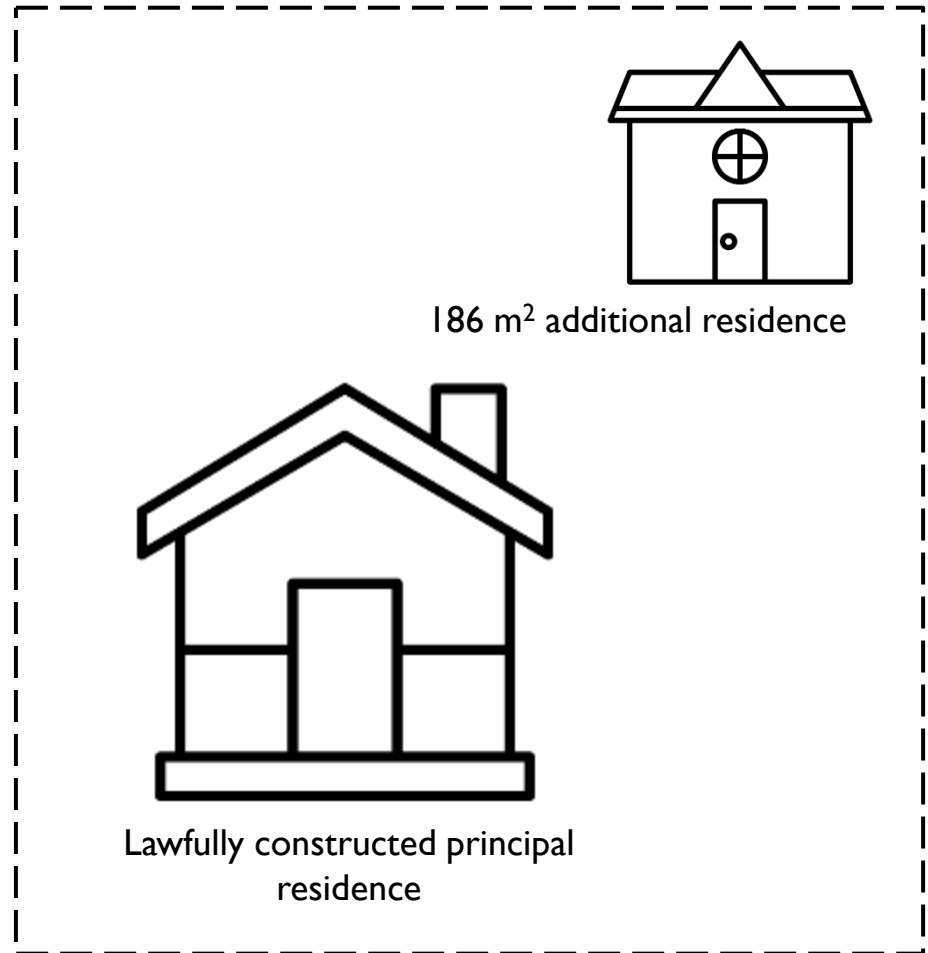 186 m² additional residence
Lawfully constructed principal
residence